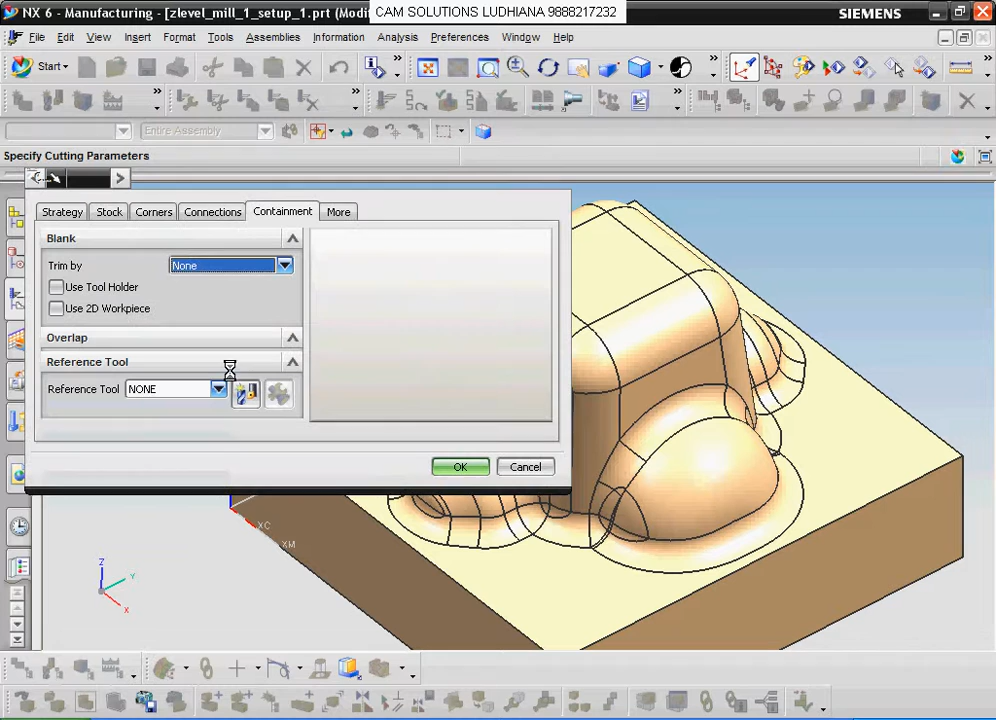 NX 6 - Manufacturing - [zlevel_mill_1_setup_1.prt (Modi
CAM SOLUTIONS LUDHIANA 9888217232
SIEMENS
File Edit View Insert Format Tools Assemblies Information Analysis Preferences Window Help
Start
Entire Assembly
Specify Cutting Parameters
Strategy Stock Corners Connections Containment More
Blank
Trim by None
Use Tool Holder
Use 2D Workpiece
Overlap
Reference Tool
Reference Tool NONE
OK Cancel
XC
XM
Z
Y
X